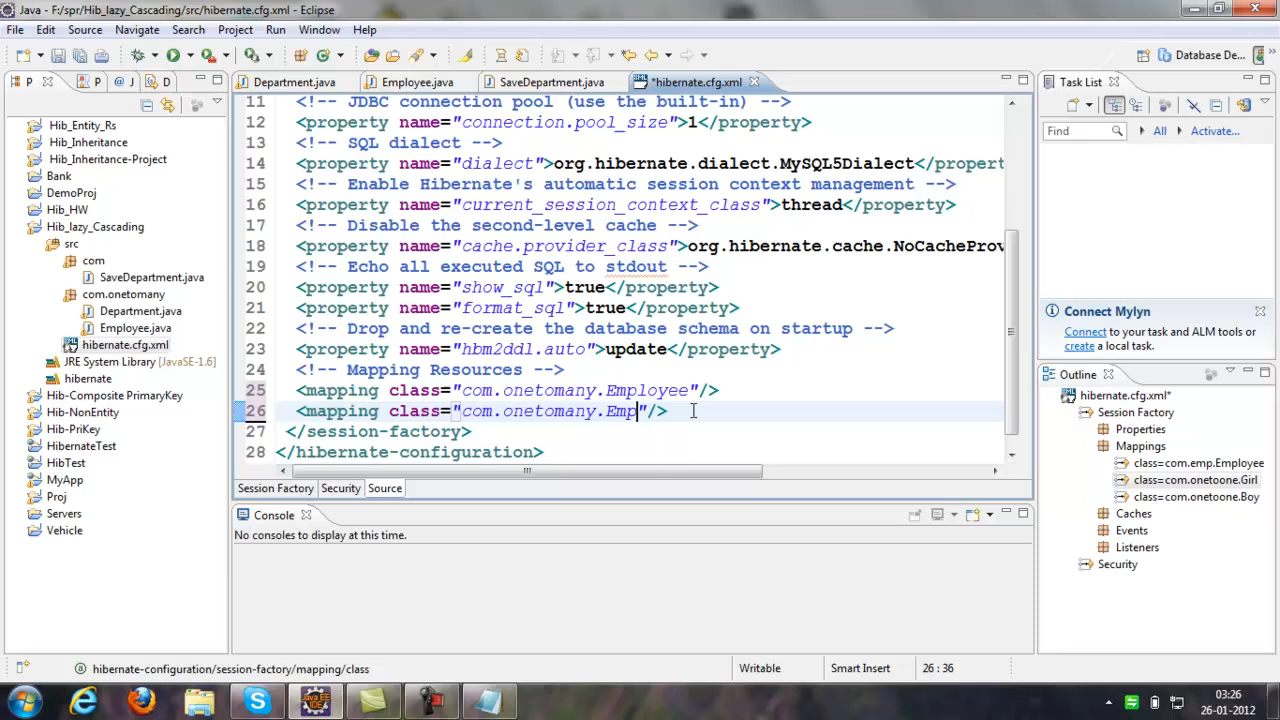 Java - F:/spr/Hib_lazy_Cascading/src/hibernate.cfg.xml - Eclipse
File Edit Source Navigate Search Project Run Window Help
Database De...
P P @ J D
Department.java Employee.java SaveDepartment.java *hibernate.cfg.xml
Task List
Find All Activate...
Hib_Entity_Rs
Hib_Inheritance
Hib_Inheritance-Project
Bank
DemoProj
Hib_HW
Hib_lazy_Cascading
src
com
SaveDepartment.java
com.onetomany
Department.java
Employee.java
hibernate.cfg.xml
JRE System Library [JavaSE-1.6]
hibernate
Hib-Composite PrimaryKey
Hib-NonEntity
Hib-PriKey
HibernateTest
HibTest
MyApp
Proj
Servers
Vehicle
11 <!-- JDBC connection pool (use the built-in) -->
12 <property name="connection.pool_size">1</property>
13 <!-- SQL dialect -->
14 <property name="dialect">org.hibernate.dialect.MySQL5Dialect</propert
15 <!-- Enable Hibernate's automatic session context management -->
16 <property name="current_session_context_class">thread</property>
17 <!-- Disable the second-level cache -->
18 <property name="cache.provider_class">org.hibernate.cache.NoCacheProv
19 <!-- Echo all executed SQL to stdout -->
20 <property name="show_sql">true</property>
21 <property name="format_sql">true</property>
22 <!-- Drop and re-create the database schema on startup -->
23 <property name="hbm2ddl.auto">update</property>
24 <!-- Mapping Resources -->
25 <mapping class="com.onetomany.Employee"/>
26 <mapping class="com.onetomany.Emp"/>
27 </session-factory>
28 </hibernate-configuration>
Session Factory Security Source
Console
No consoles to display at this time.
Connect Mylyn
Connect to your task and ALM tools or
create a local task.
Outline
hibernate.cfg.xml*
Session Factory
Properties
Mappings
class=com.emp.Employee
class=com.onetoone.Girl
class=com.onetoone.Boy
Caches
Events
Listeners
Security
hibernate-configuration/session-factory/mapping/class
Writable Smart Insert 26 : 36
Java EE
IDE
03:26
26-01-2012